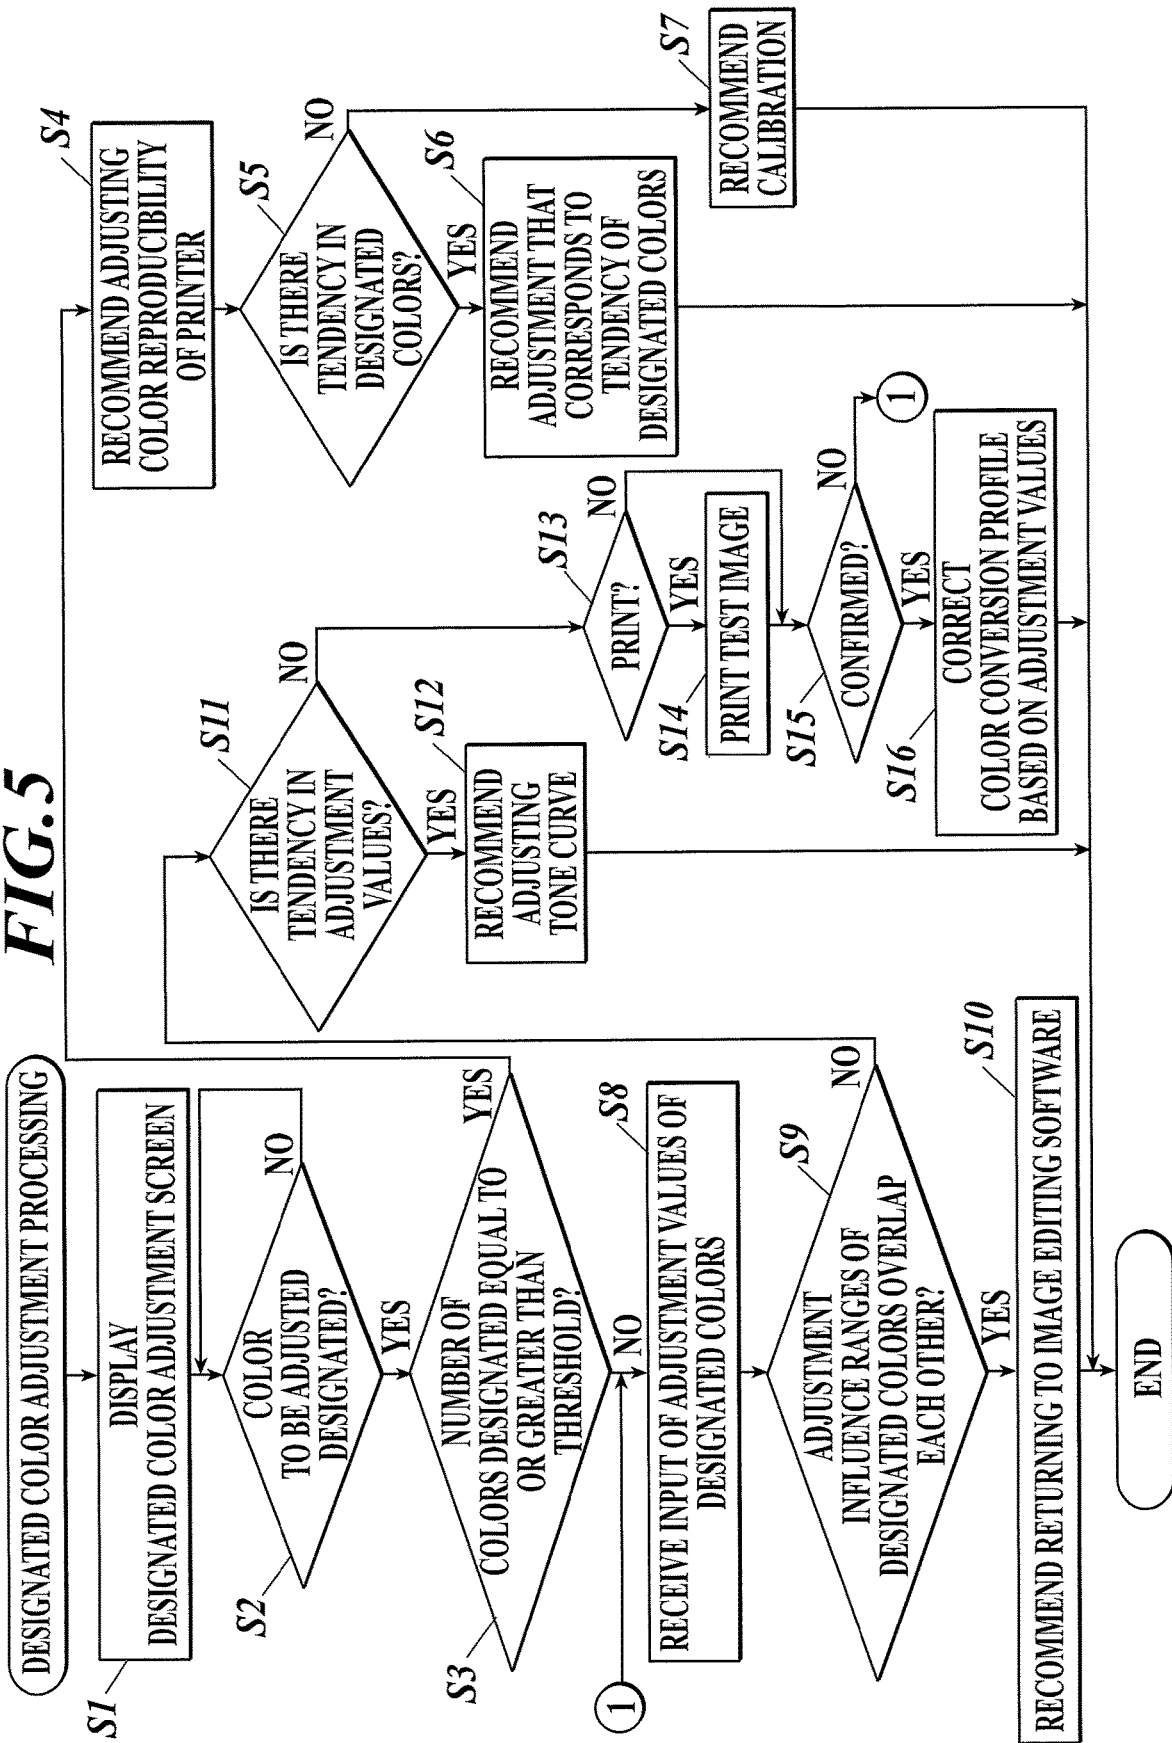 FIG.5
DESIGNATED COLOR ADJUSTMENT PROCESSING
S1
DISPLAY
DESIGNATED COLOR ADJUSTMENT SCREEN
S2
COLOR
TO BE ADJUSTED
DESIGNATED?
NO
YES
S3
NUMBER OF
COLORS DESIGNATED EQUAL TO
OR GREATER THAN
THRESHOLD?
YES
NO
1
S8
RECEIVE INPUT OF ADJUSTMENT VALUES OF
DESIGNATED COLORS
S9
ADJUSTMENT
INFLUENCE RANGES OF
DESIGNATED COLORS OVERLAP
EACH OTHER?
NO
YES
S10
RECOMMEND RETURNING TO IMAGE EDITING SOFTWARE
END
S11
IS THERE
TENDENCY IN
ADJUSTMENT
VALUES?
NO
YES
S12
RECOMMEND
ADJUSTING
TONE CURVE
S13
PRINT?
NO
YES
S14
PRINT TEST IMAGE
S15
CONFIRMED?
NO
1
YES
S16
CORRECT
COLOR CONVERSION PROFILE
BASED ON ADJUSTMENT VALUES
S4
RECOMMEND ADJUSTING
COLOR REPRODUCIBILITY
OF PRINTER
S5
IS THERE
TENDENCY IN
DESIGNATED
COLORS?
NO
YES
S6
RECOMMEND
ADJUSTMENT THAT
CORRESPONDS TO
TENDENCY OF
DESIGNATED COLORS
S7
RECOMMEND
CALIBRATION